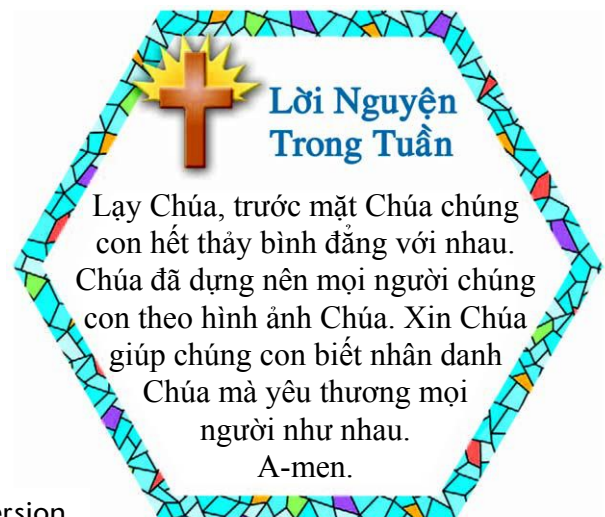 Lời Nguyện
Trong Tuần
Lạy Chúa, trước mặt Chúa chúng
con hết thảy bình đẳng với nhau.
Chúa đã dựng nên mọi người chúng
con theo hình ảnh Chúa. Xin Chúa
giúp chúng con biết nhân danh
Chúa mà yêu thương mọi
người như nhau.
A-men.